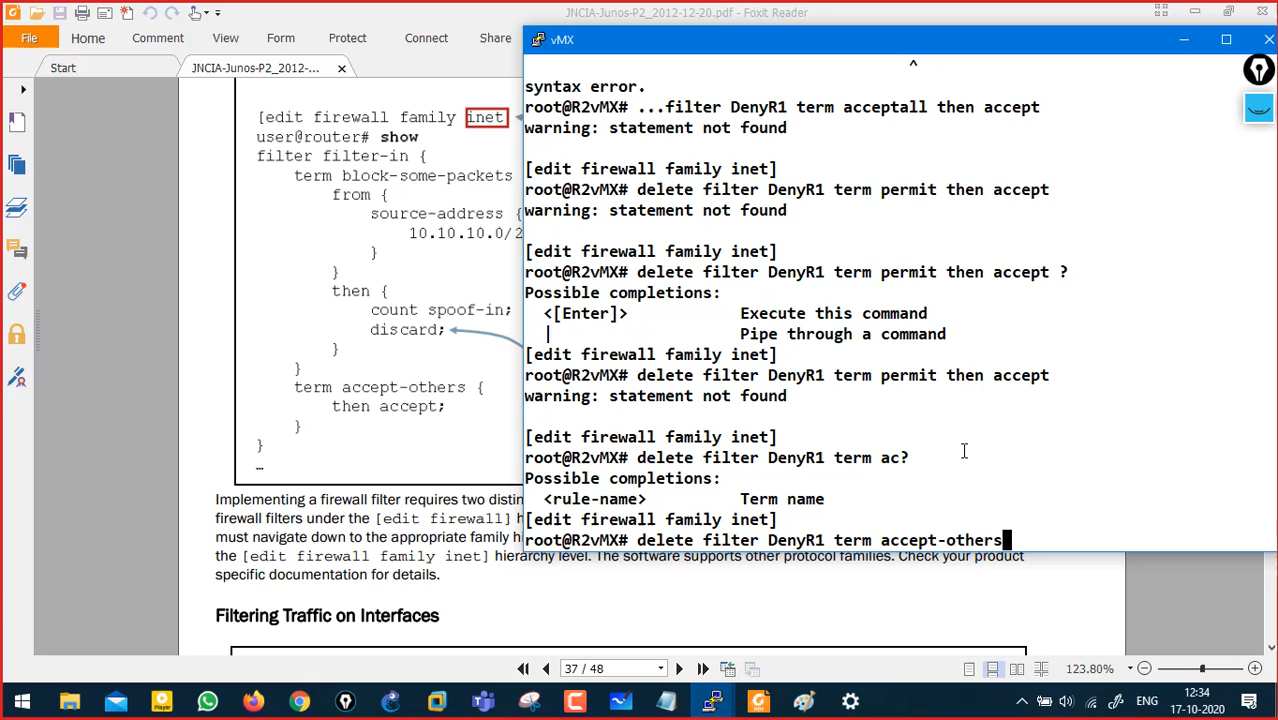 JNCIA-Junos-P2_2012-12-20.pdf - Foxit Reader
File Home Comment View Form Protect Connect Share
Start JNCIA-Junos-P2_2012-12-...
[edit firewall family inet
user@router# show
filter filter-in {
term block-some-packets
from {
source-address {
10.10.10.0/2
}
}
then {
count spoof-in;
discard;
}
}
term accept-others {
then accept;
}
}
…
Implementing a firewall filter requires two distin
firewall filters under the [edit firewall] h
must navigate down to the appropriate family h
the [edit firewall family inet] hierarchy level. The software supports other protocol families. Check your product
specific documentation for details.
Filtering Traffic on Interfaces
vMX
^
syntax error.
root@R2vMX# ...filter DenyR1 term acceptall then accept
warning: statement not found
[edit firewall family inet]
root@R2vMX# delete filter DenyR1 term permit then accept
warning: statement not found
[edit firewall family inet]
root@R2vMX# delete filter DenyR1 term permit then accept ?
Possible completions:
<[Enter]> Execute this command
| Pipe through a command
[edit firewall family inet]
root@R2vMX# delete filter DenyR1 term permit then accept
warning: statement not found
[edit firewall family inet]
root@R2vMX# delete filter DenyR1 term ac?
Possible completions:
<rule-name> Term name
[edit firewall family inet]
root@R2vMX# delete filter DenyR1 term accept-others
37 / 48
123.80%
Player
ENG
12:34
17-10-2020